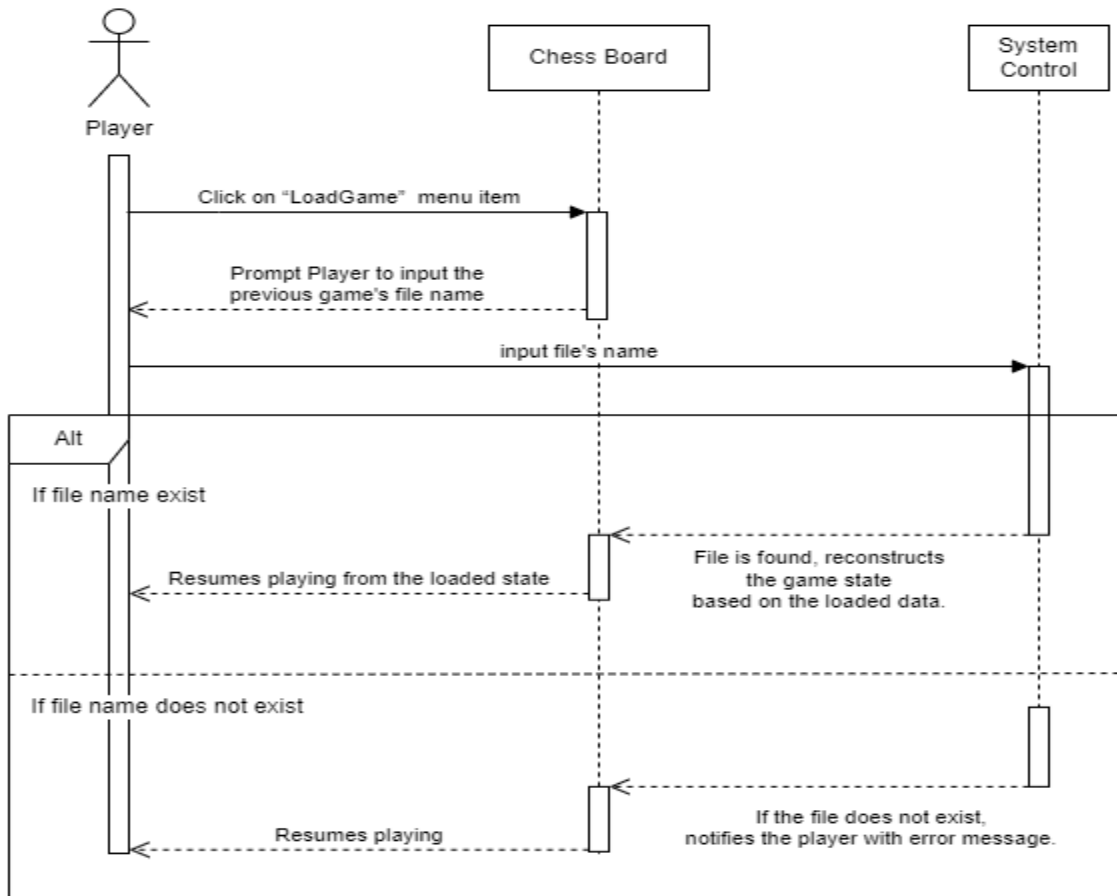 Player
Chess Board
System
Control
Click on “LoadGame” menu item
Prompt Player to input the
previous game's file name
input file's name
Alt
If file name exist
File is found, reconstructs
the game state
based on the loaded data.
Resumes playing from the loaded state
If file name does not exist
If the file does not exist,
notifies the player with error message.
Resumes playing